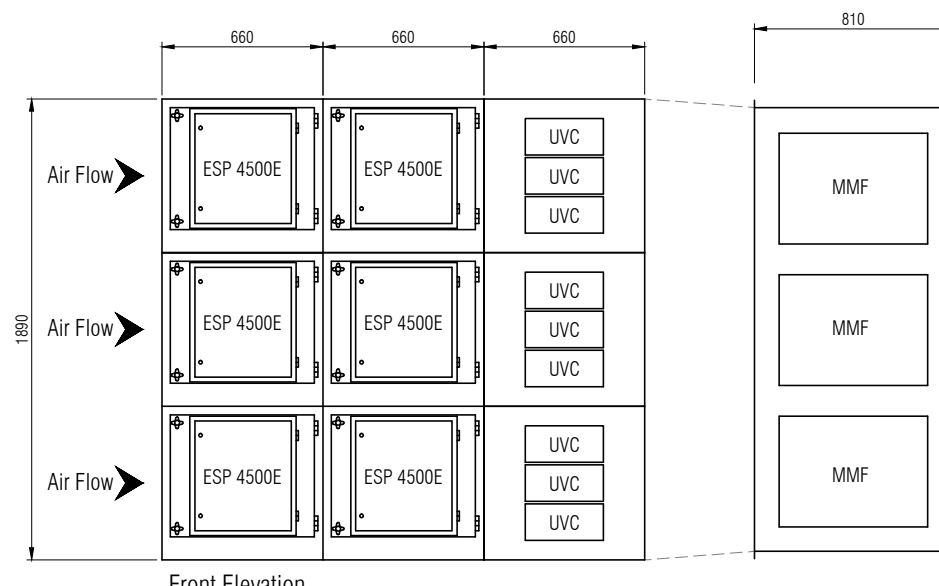 810
660 660 660
UVC
ESP 4500E ESP 4500E
Air Flow UVC MMF
UVC
UVC
1890
Air Flow ESP 4500E ESP 4500E UVC MMF
UVC
UVC
Air Flow ESP 4500E ESP 4500E UVC MMF
UVC
Front Elevation